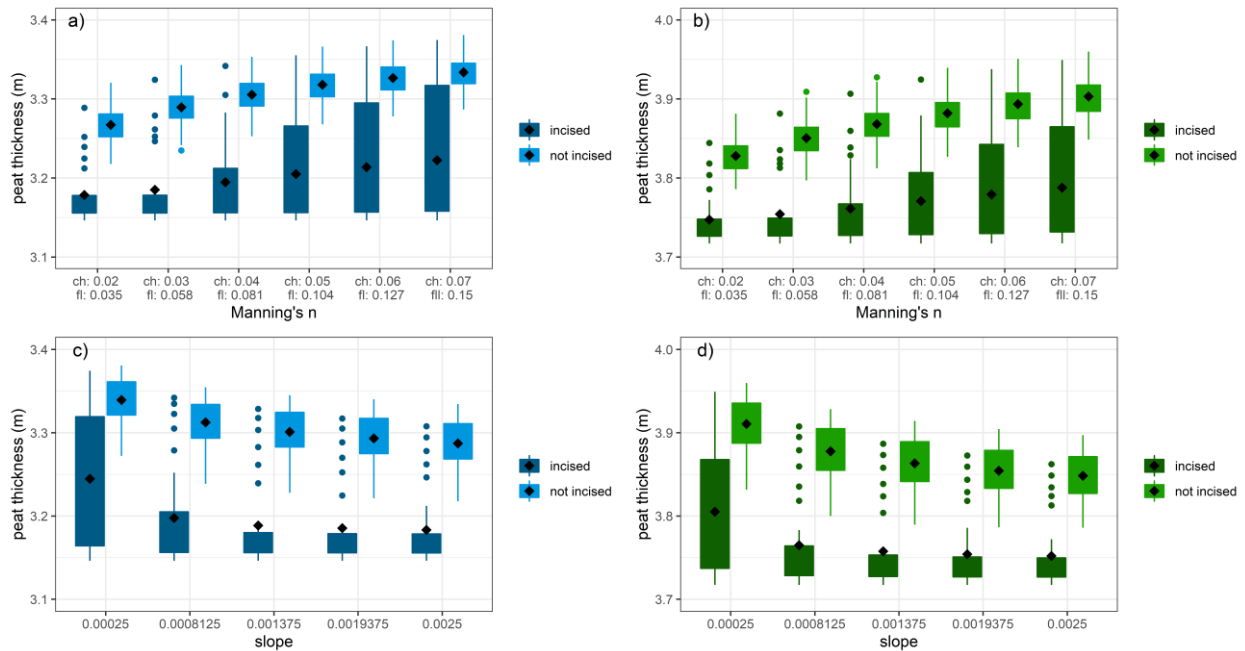 a)
peat thickness (m)
3.4
3.3
3.2
3.1
ch: 0.02 ch: 0.03 ch: 0.04 ch: 0.05 ch: 0.06 ch: 0.07
fl: 0.035 fl: 0.058 fl: 0.081 fl: 0.104 fl: 0.127 fll: 0.15
Manning's n
incised
not incised
b)
peat thickness (m)
4.0
3.9
3.8
3.7
ch: 0.02 ch: 0.03 ch: 0.04 ch: 0.05 ch: 0.06 ch: 0.07
fl: 0.035 fl: 0.058 fl: 0.081 fl: 0.104 fl: 0.127 fll: 0.15
Manning's n
incised
not incised
c)
peat thickness (m)
3.4
3.3
3.2
3.1
0.00025 0.0008125 0.001375 0.0019375 0.0025
slope
incised
not incised
d)
peat thickness (m)
4.0
3.9
3.8
3.7
0.00025 0.0008125 0.001375 0.0019375 0.0025
slope
incised
not incised